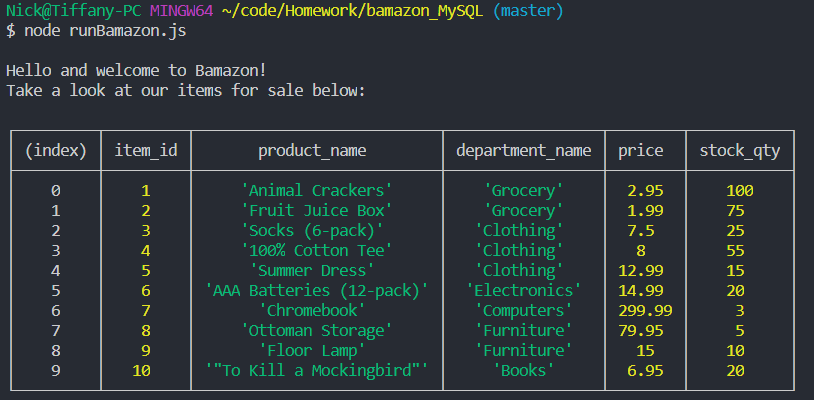 Nick@Tiffany-PC MINGW64 ~/code/Homework/bamazon_MySQL (master)
$ node runBamazon.js
Hello and welcome to Bamazon!
Take a look at our items for sale below:
(index) item_id product_name department_name price stock_qty
0 1 'Animal Crackers' 'Grocery' 2.95 100
1 2 'Fruit Juice Box' 'Grocery' 1.99 75
2 3 'Socks (6-pack)' 'Clothing' 7.5 25
3 4 '100% Cotton Tee' 'Clothing' 8 55
4 5 'Summer Dress' 'Clothing' 12.99 15
5 6 'AAA Batteries (12-pack)' 'Electronics' 14.99 20
6 7 'Chromebook' 'Computers' 299.99 3
7 8 'Ottoman Storage' 'Furniture' 79.95 5
8 9 'Floor Lamp' 'Furniture' 15 10
9 10 '"To Kill a Mockingbird"' 'Books' 6.95 20